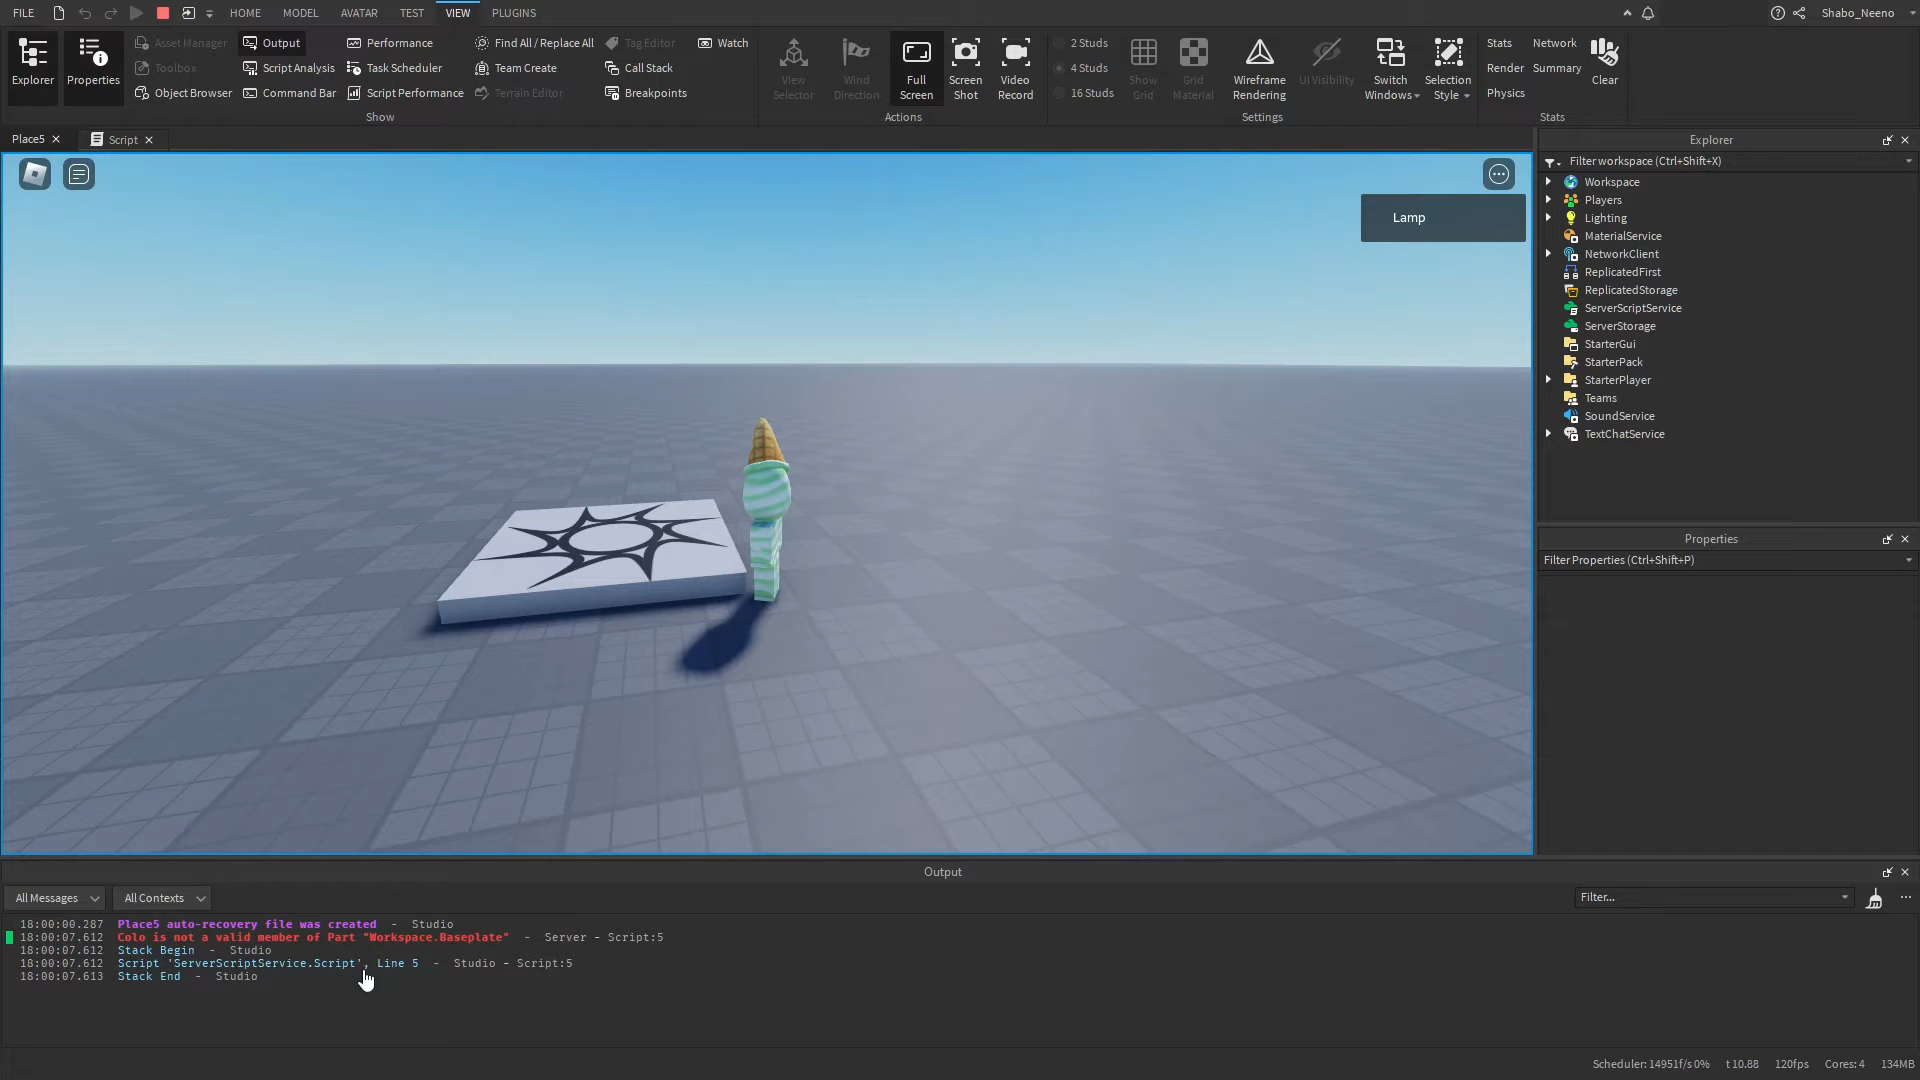 FILE HOME MODEL AVATAR TEST VIEW PLUGINS Shabo_Neeno
Explorer
Properties
Asset Manager
Toolbox
Object Browser
Output
Script Analysis
Command Bar
Performance
Task Scheduler
Script Performance
Find All / Replace All
Team Create
Terrain Editor
Tag Editor
Call Stack
Breakpoints
Watch
Show
View
Selector
Wind
Direction
Full
Screen
Screen
Shot
Video
Record
Actions
2 Studs
4 Studs
16 Studs
Show
Grid
Grid
Material
Wireframe
Rendering
UI Visibility
Switch
Windows
Selection
Style
Settings
Stats
Render
Physics
Network
Summary
Clear
Stats
Place5
Script
Lamp
Explorer
Filter workspace (Ctrl+Shift+X)
Workspace
Players
Lighting
MaterialService
NetworkClient
ReplicatedFirst
ReplicatedStorage
ServerScriptService
ServerStorage
StarterGui
StarterPack
StarterPlayer
Teams
SoundService
TextChatService
Properties
Filter Properties (Ctrl+Shift+P)
Output
All Messages
All Contexts
Filter...
18:00:00.287 Place5 auto-recovery file was created - Studio
18:00:07.612 Colo is not a valid member of Part "Workspace.Baseplate" - Server - Script:5
18:00:07.612 Stack Begin - Studio
18:00:07.612 Script 'ServerScriptService.Script', Line 5 - Studio - Script:5
18:00:07.613 Stack End - Studio
Scheduler: 14951f/s 0% t 10.88 120fps Cores: 4 134MB